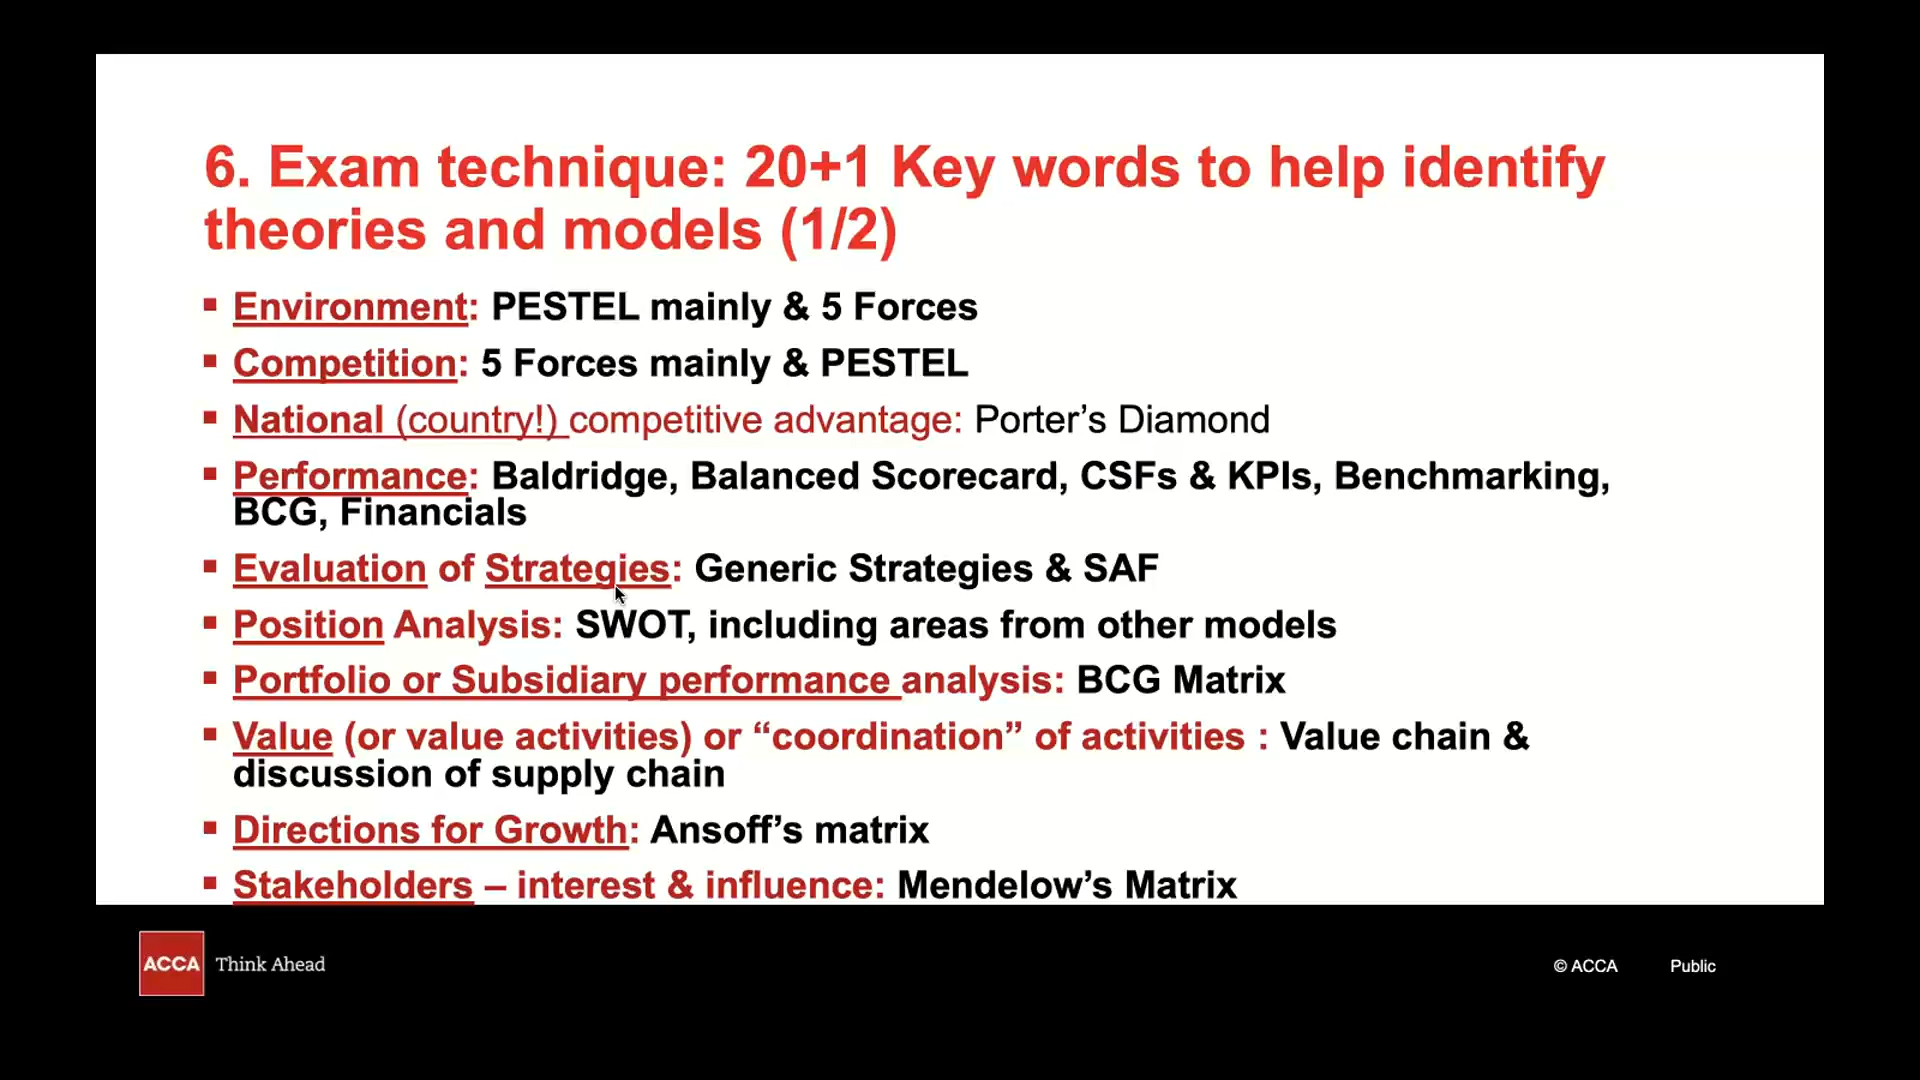 6. Exam technique: 20+1 Key words to help identify
theories and models (1/2)
▪ Environment: PESTEL mainly & 5 Forces
▪ Competition: 5 Forces mainly & PESTEL
▪ National (country!) competitive advantage: Porter’s Diamond
▪ Performance: Baldridge, Balanced Scorecard, CSFs & KPIs, Benchmarking,
BCG, Financials
▪ Evaluation of Strategies: Generic Strategies & SAF
▪ Position Analysis: SWOT, including areas from other models
▪ Portfolio or Subsidiary performance analysis: BCG Matrix
▪ Value (or value activities) or “coordination” of activities : Value chain &
discussion of supply chain
▪ Directions for Growth: Ansoff’s matrix
▪ Stakeholders – interest & influence: Mendelow’s Matrix
ACCA Think Ahead
© ACCA Public